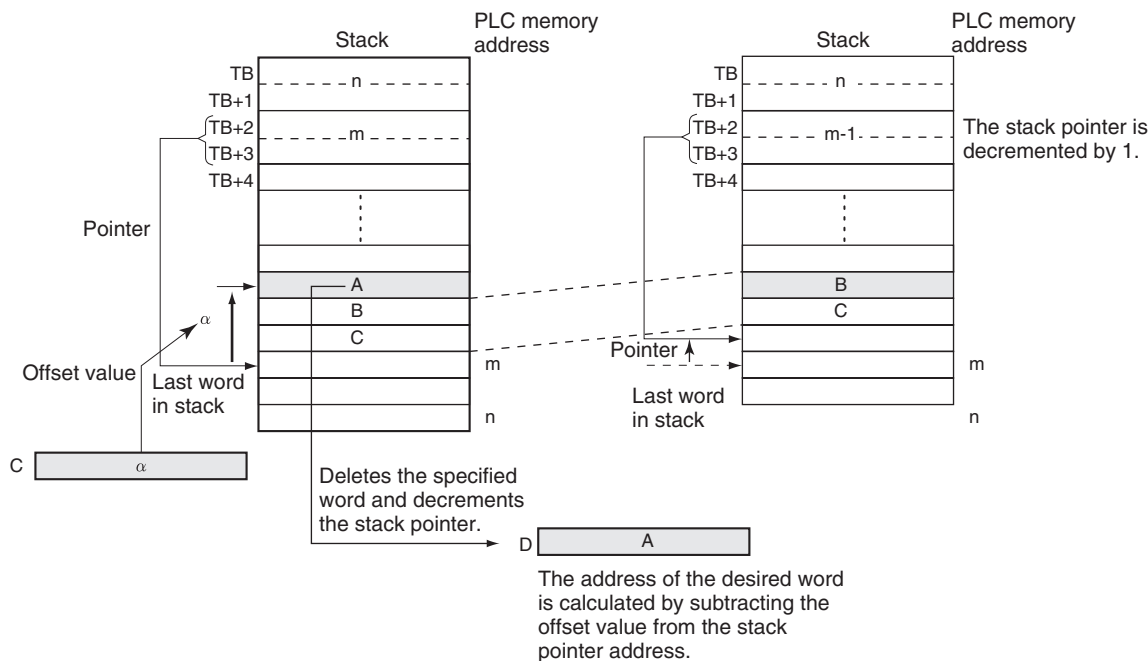 PLC memory
address
Stack
TB
n
TB+1
TB+2
m
TB+3
TB+4
Pointer
A
B
C
α
Offset value
Last word
in stack
m
n
C
α
Deletes the specified
word and decrements
the stack pointer.
D
A
The address of the desired word
is calculated by subtracting the
offset value from the stack
pointer address.
PLC memory
address
Stack
TB
n
TB+1
TB+2
m-1
TB+3
TB+4
The stack pointer is
decremented by 1.
B
C
Pointer
Last word
in stack
m
n